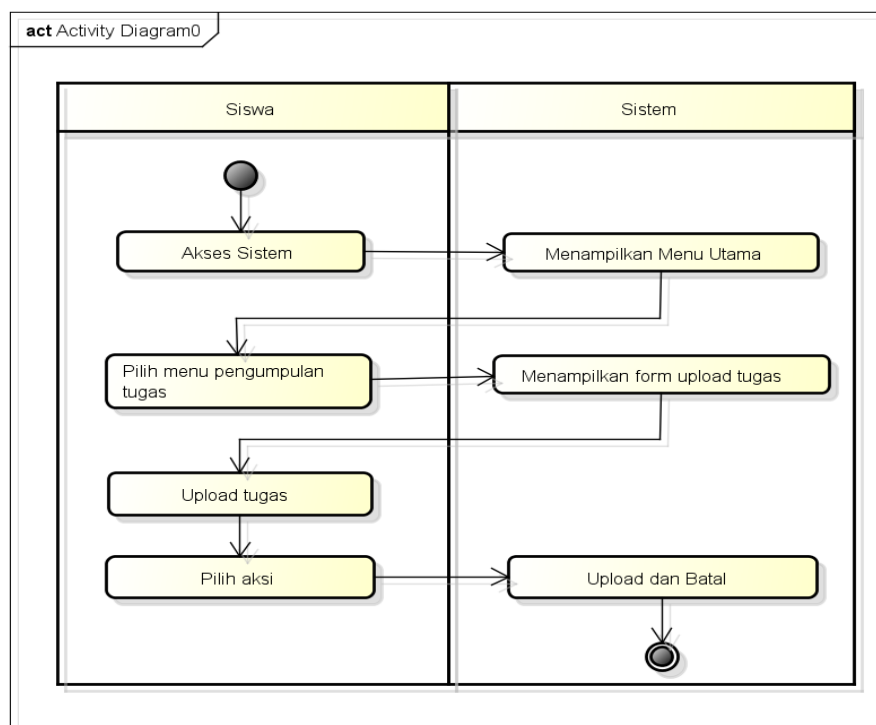 act Activity Diagram0
Siswa
Sistem
Akses Sistem
Menampilkan Menu Utama
Pilih menu pengumpulan
tugas
Menampilkan form upload tugas
Upload tugas
Pilih aksi
Upload dan Batal